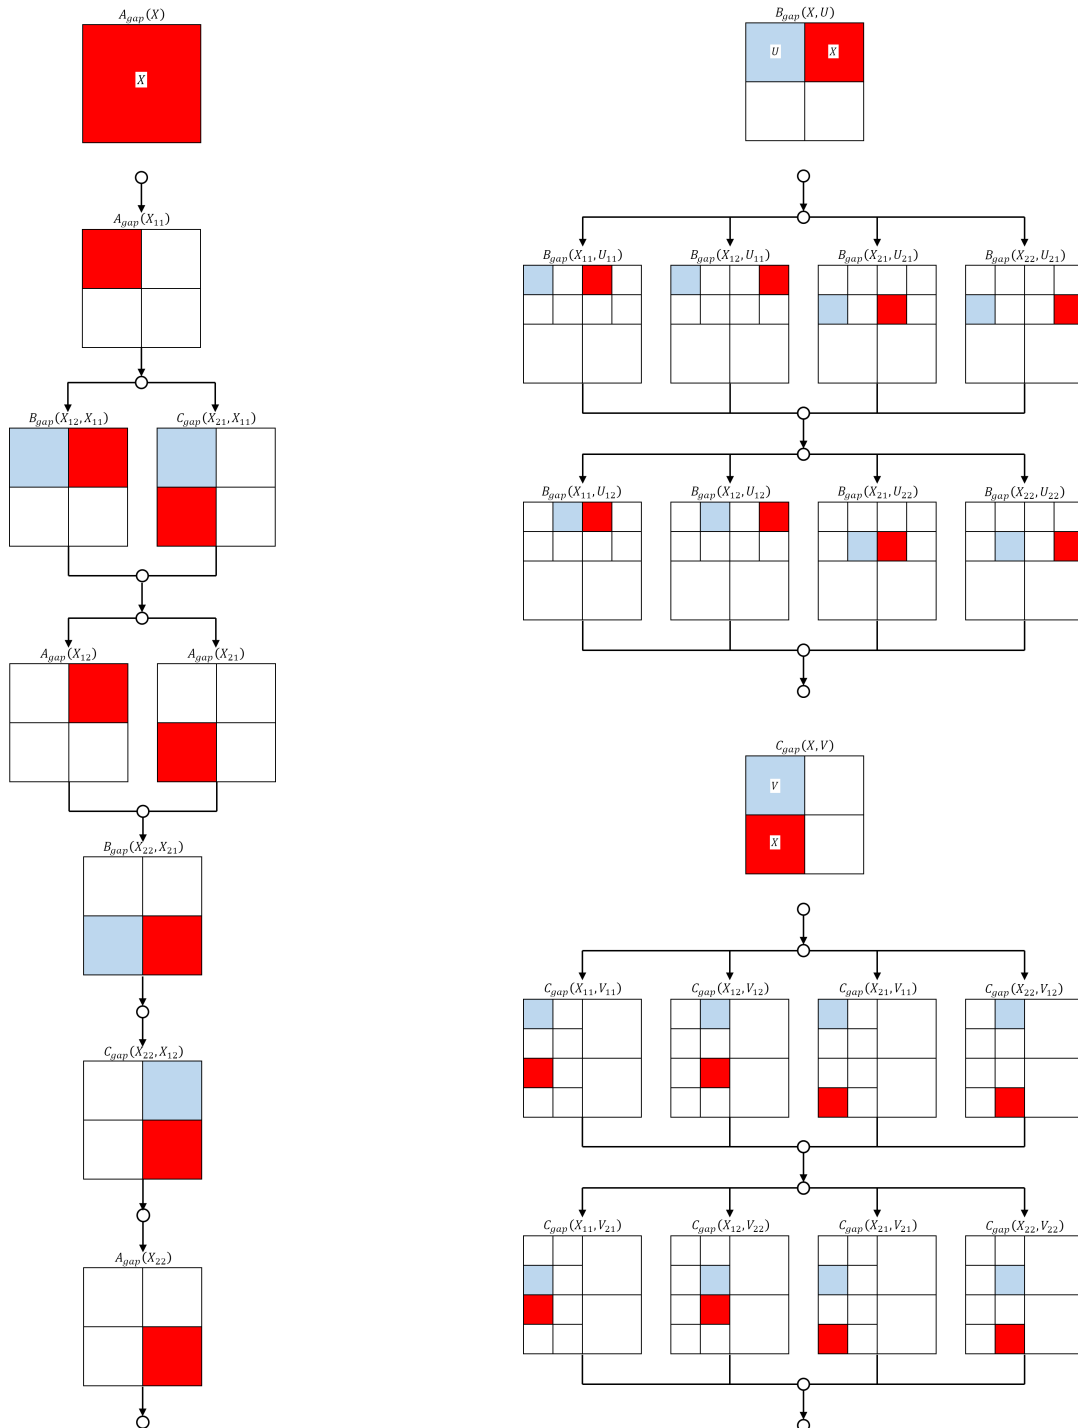 A_gap(X)
X
A_gap(X_11)
B_gap(X_12, X_11) C_gap(X_21, X_11)
A_gap(X_12) A_gap(X_21)
B_gap(X_22, X_21)
C_gap(X_22, X_12)
A_gap(X_22)
B_gap(X, U)
U X
B_gap(X_11, U_11) B_gap(X_12, U_11) B_gap(X_21, U_21) B_gap(X_22, U_21)
B_gap(X_11, U_12) B_gap(X_12, U_12) B_gap(X_21, U_22) B_gap(X_22, U_22)
C_gap(X, V)
V
X
C_gap(X_11, V_11) C_gap(X_12, V_12) C_gap(X_21, V_11) C_gap(X_22, V_12)
C_gap(X_11, V_21) C_gap(X_12, V_22) C_gap(X_21, V_21) C_gap(X_22, V_22)